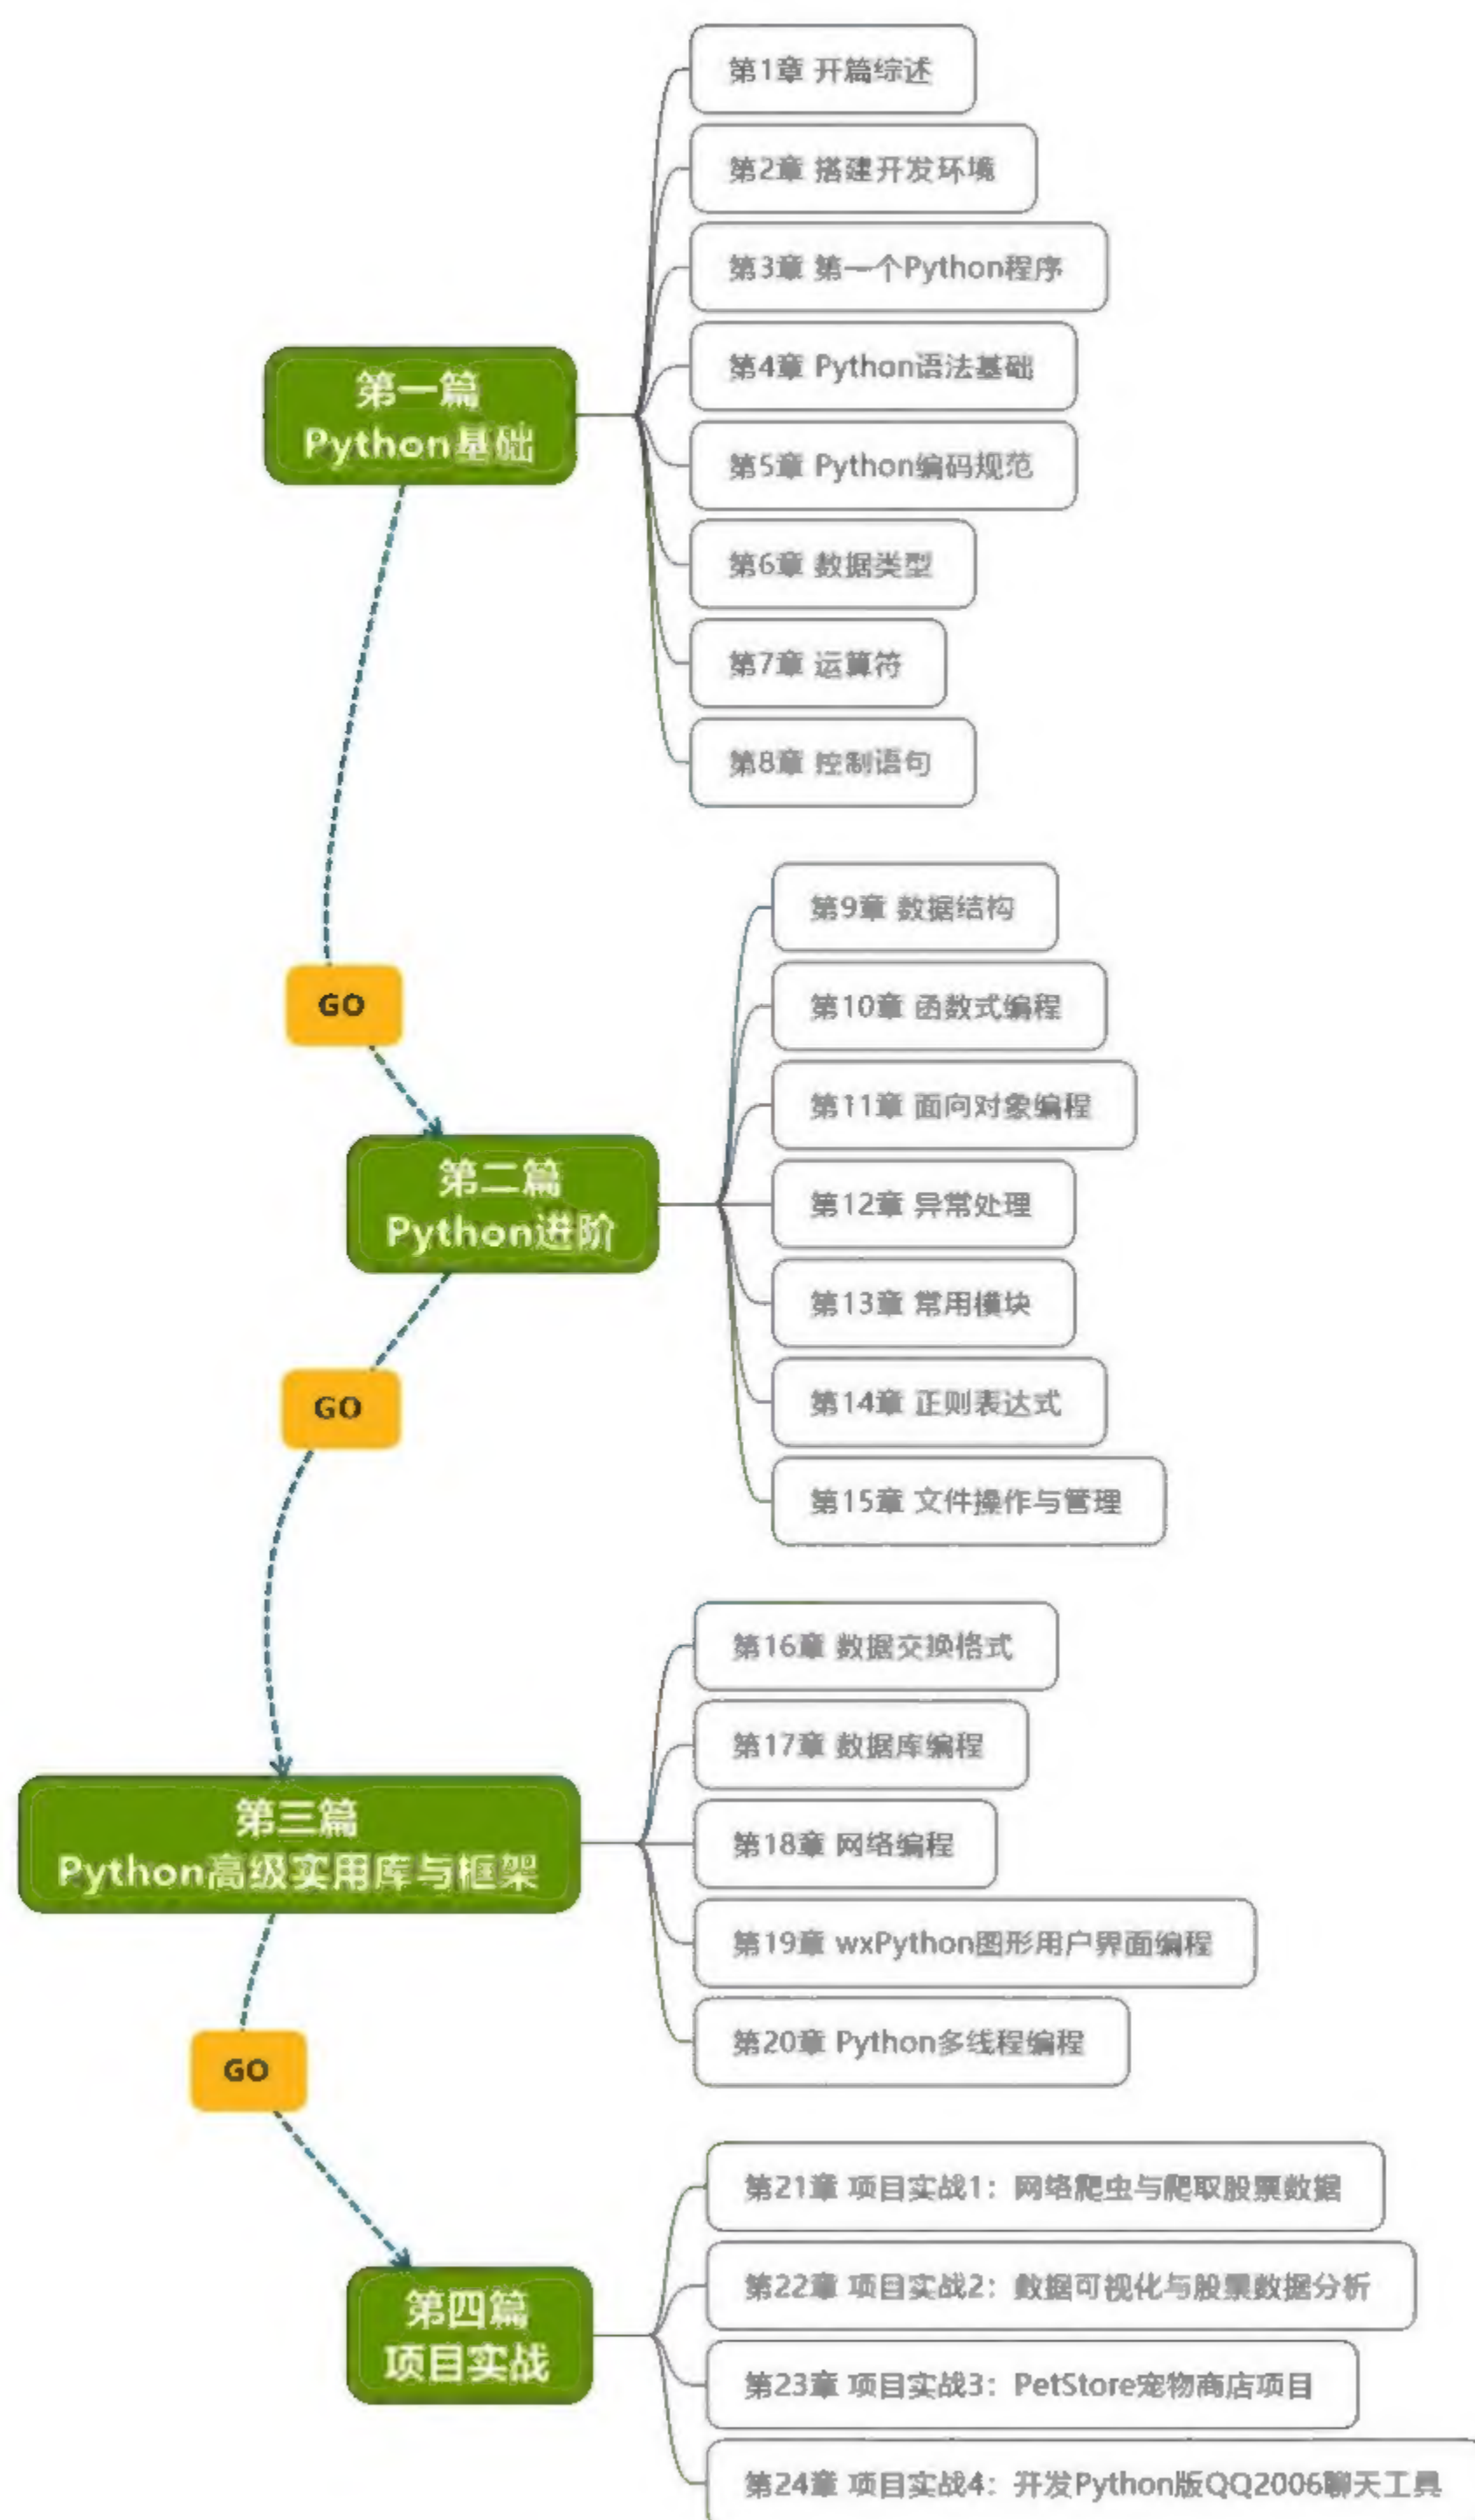 第一篇
Python基础
第1章 开篇综述
第2章 搭建开发环境
第3章 第一个Python程序
第4章 Python语法基础
第5章 Python编码规范
第6章 数据类型
第7章 运算符
第8章 控制语句
GO
第二篇
Python进阶
第9章 数据结构
第10章 函数式编程
第11章 面向对象编程
第12章 异常处理
第13章 常用模块
第14章 正则表达式
第15章 文件操作与管理
GO
第三篇
Python高级实用库与框架
第16章 数据交换格式
第17章 数据库编程
第18章 网络编程
第19章 wxPython图形用户界面编程
第20章 Python多线程编程
GO
第四篇
项目实战
第21章 项目实战1：网络爬虫与爬取股票数据
第22章 项目实战2：数据可视化与股票数据分析
第23章 项目实战3：PetStore宠物商店项目
第24章 项目实战4：开发Python版QQ2006聊天工具